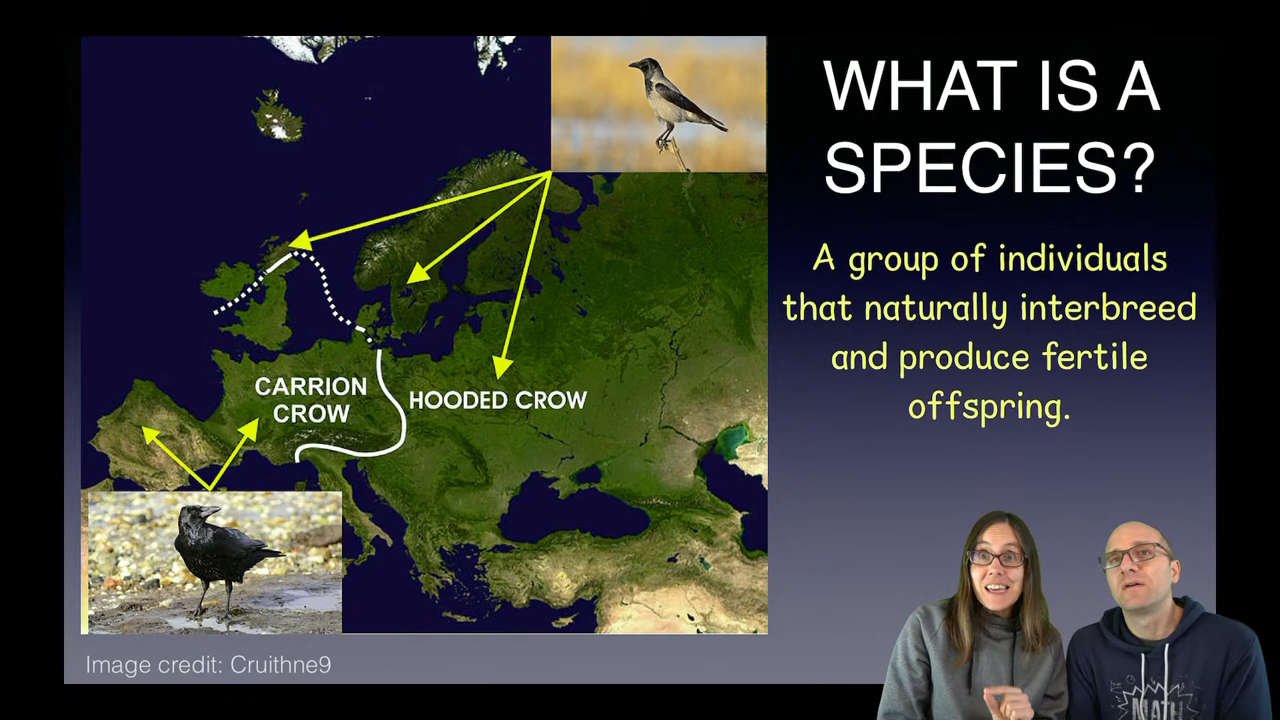 WHAT IS A
SPECIES?
A group of individuals
that naturally interbreed
and produce fertile
offspring.
CARRION
CROW
HOODED CROW
Image credit: Cruithne9
MATH